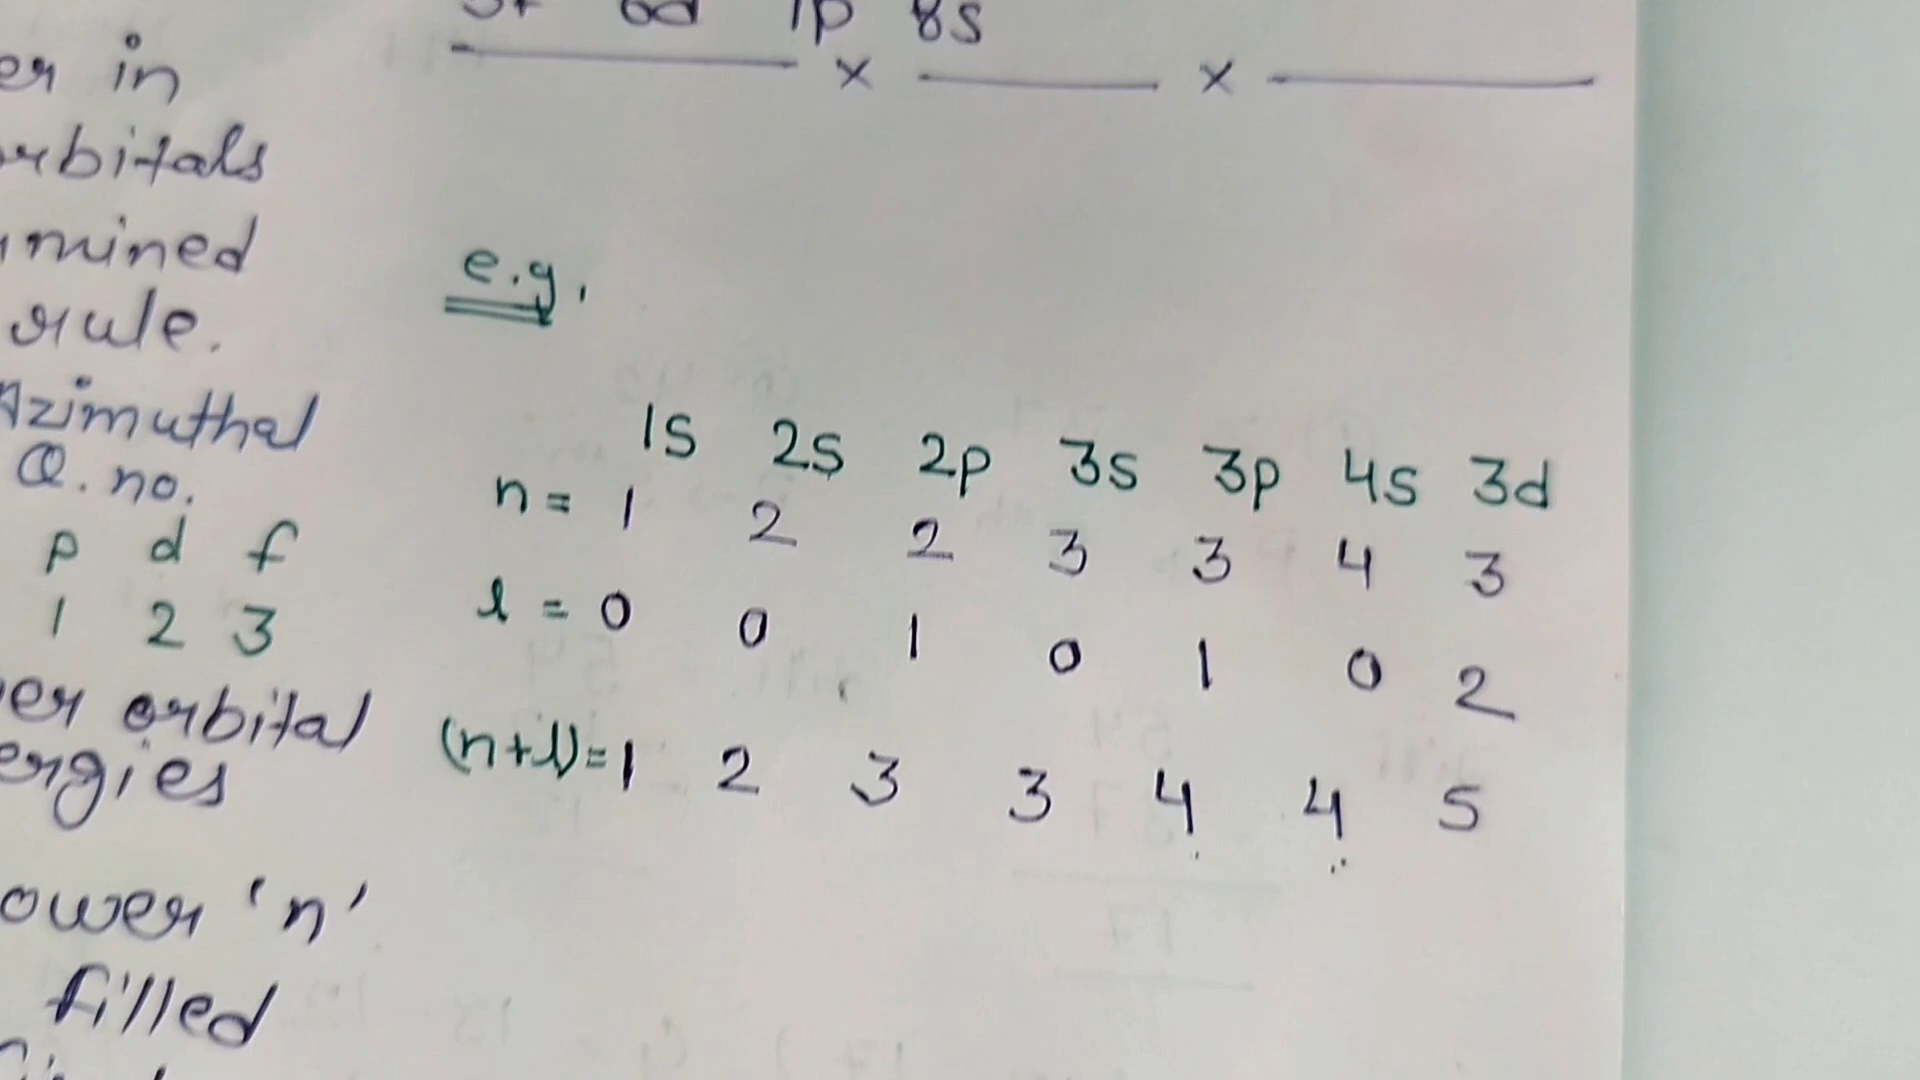 6d 7p 8s
x x
er in
rbitals
mined
rule.
Azimuthal
Q. no.
p d f
1 2 3
er orbital
ergies
ower 'n'
filled
e.g.
1s 2s 2p 3s 3p 4s 3d
n = 1 2 2 3 3 4 3
l = 0 0 1 0 1 0 2
(n+l)= 1 2 3 3 4 4 5